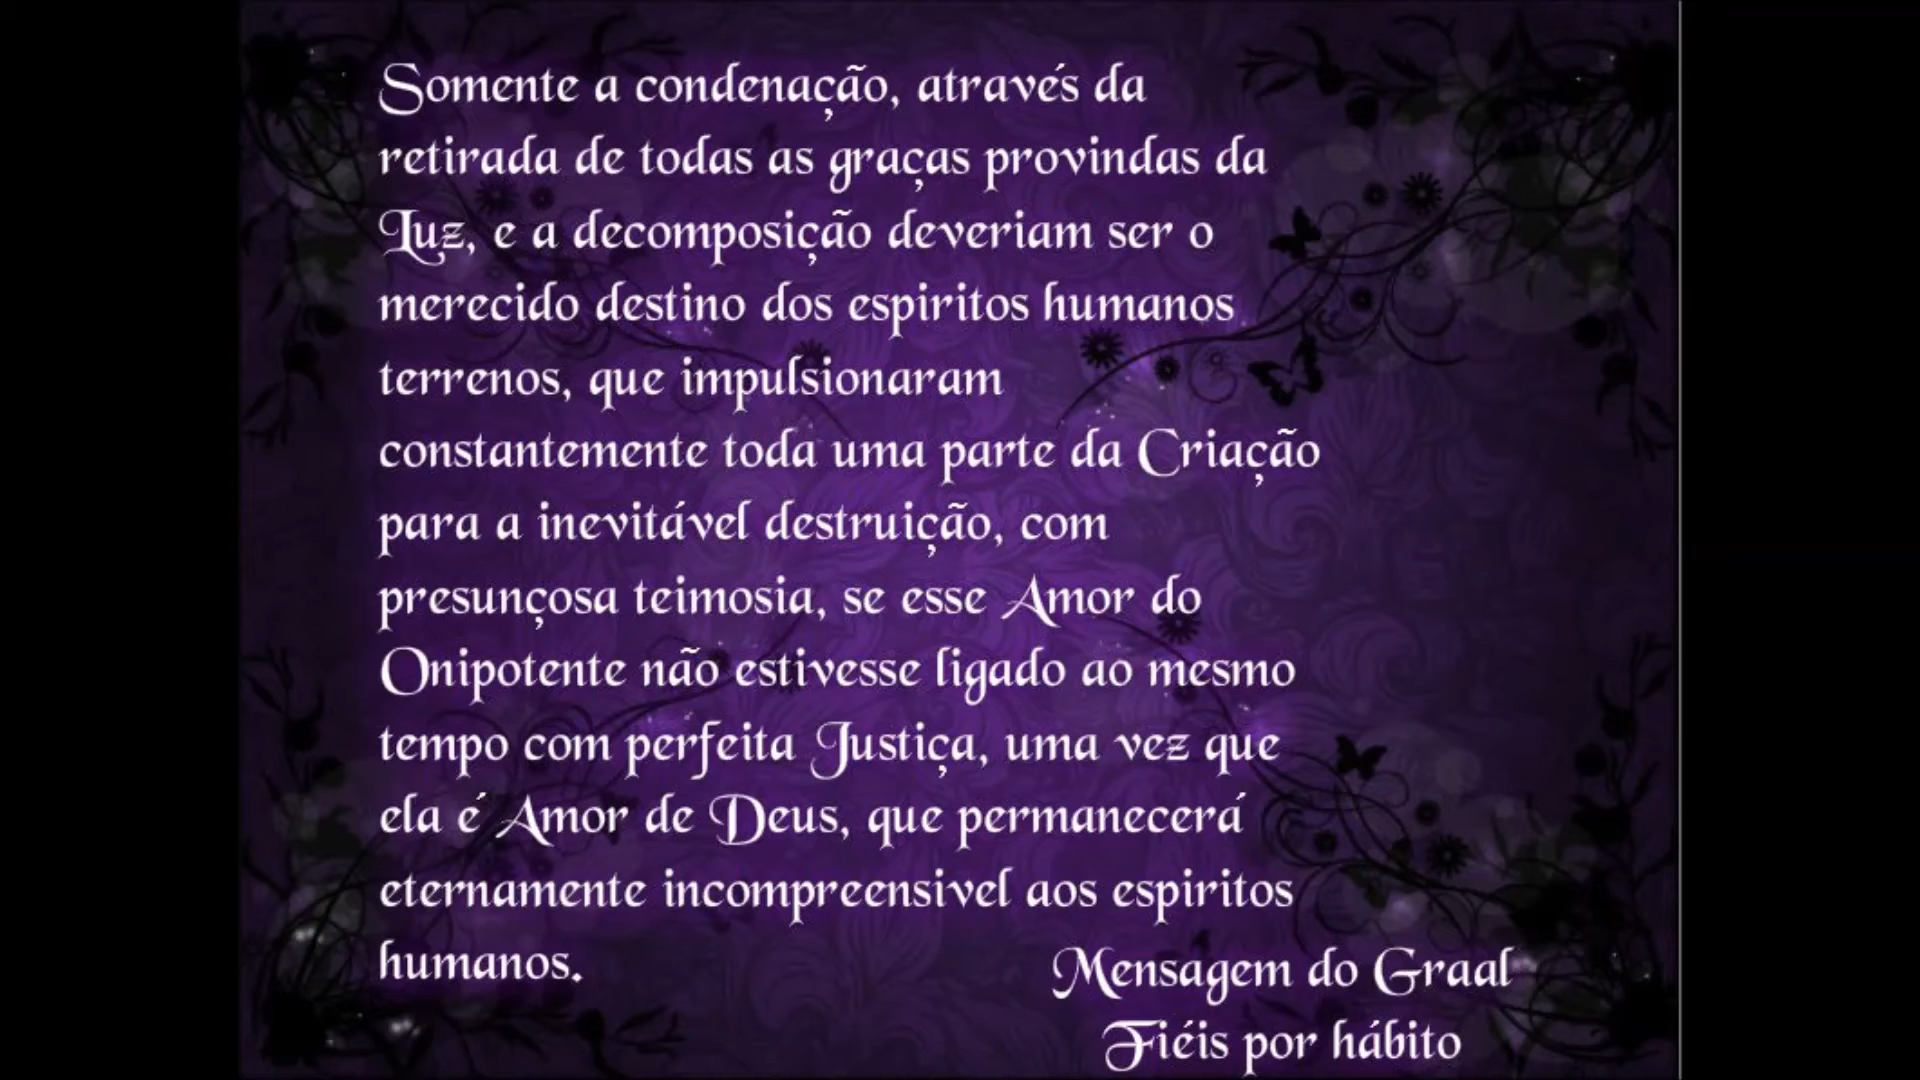 Somente a condenação, através da
retirada de todas as graças provindas da
Luz, e a decomposição deveriam ser o
merecido destino dos espiritos humanos
terrenos, que impulsionaram
constantemente toda uma parte da Criação
para a inevitável destruição, com
presunçosa teimosia, se esse Amor do
Onipotente não estivesse ligado ao mesmo
tempo com perfeita Justiça, uma vez que
ela é Amor de Deus, que permanecerá
eternamente incompreensivel aos espiritos
humanos.
Mensagem do Graal
Fiéis por hábito